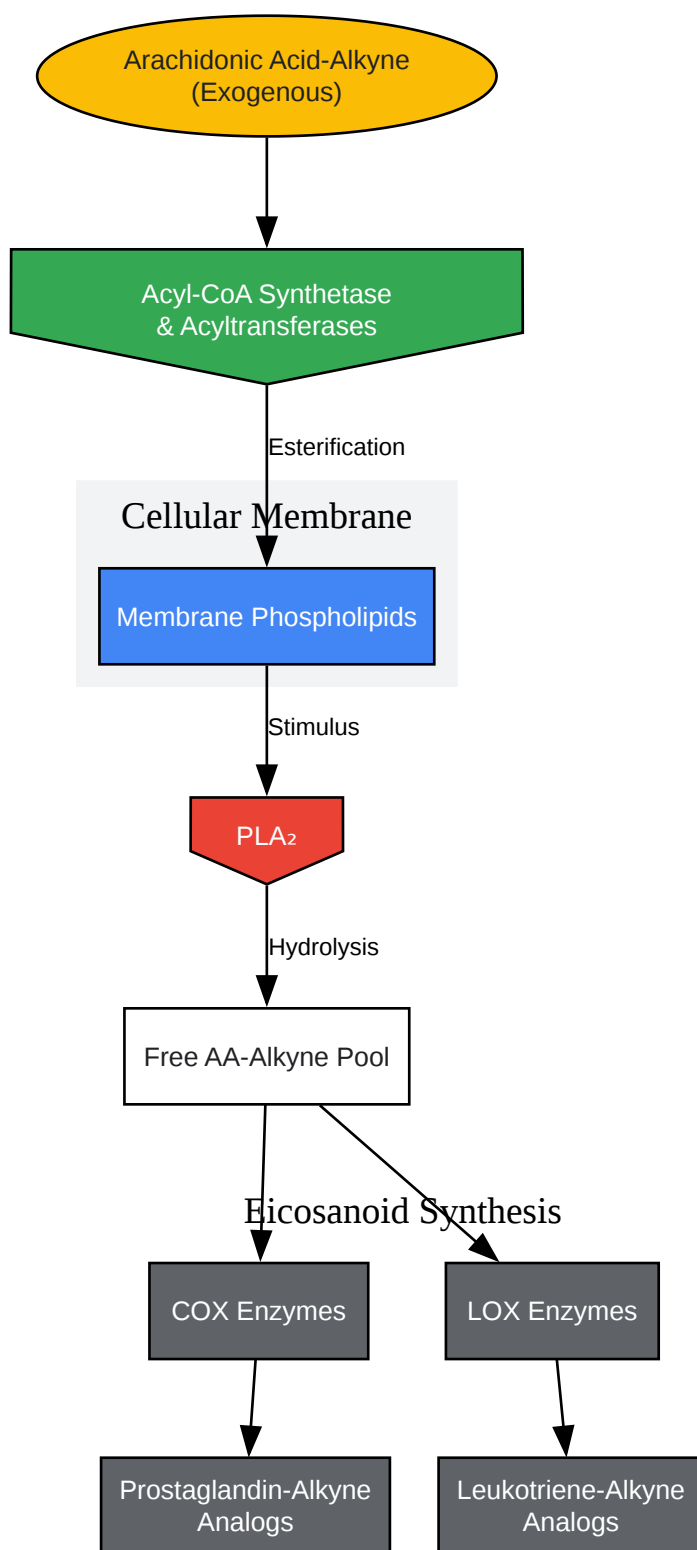 Arachidonic Acid-Alkyne
(Exogenous)
Acyl-CoA Synthetase
& Acyltransferases
Esterification
Cellular Membrane
Membrane Phospholipids
Stimulus
PLA₂
Hydrolysis
Free AA-Alkyne Pool
Eicosanoid Synthesis
COX Enzymes
LOX Enzymes
Prostaglandin-Alkyne
Analogs
Leukotriene-Alkyne
Analogs